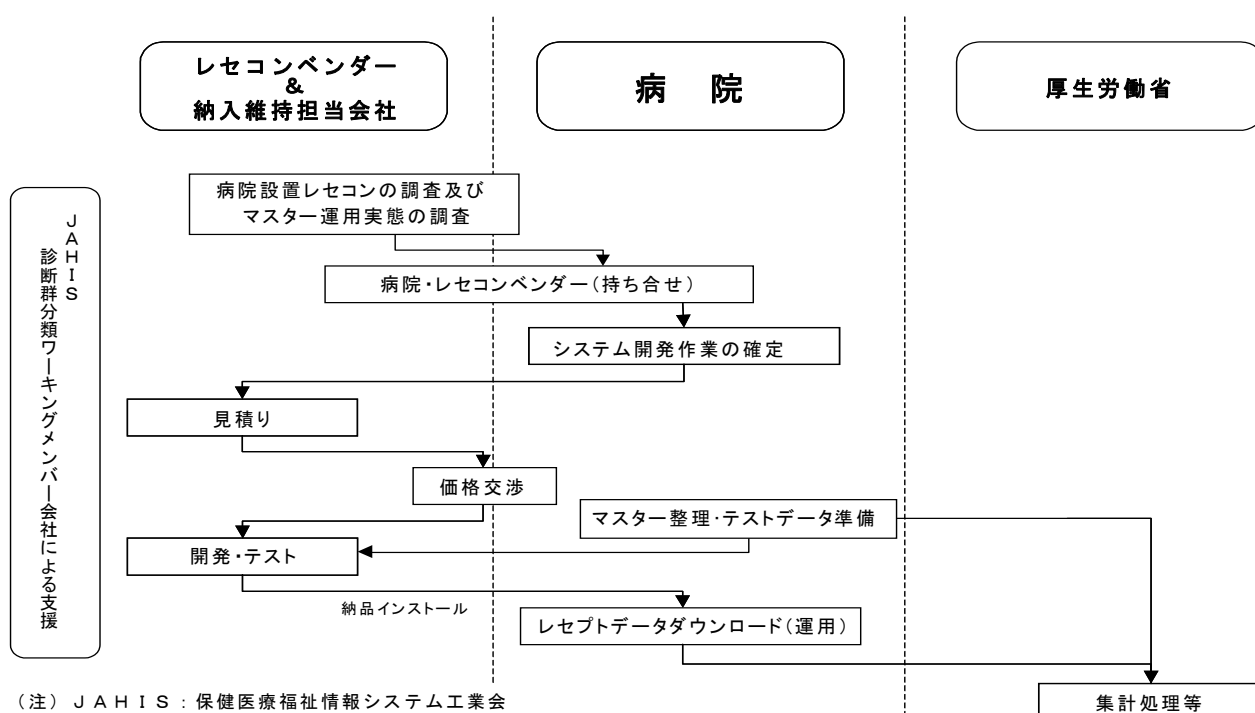 レセコンベンダー
&
納入維持担当会社
病　院
厚生労働省
JAHIS
診断群分類ワーキングメンバー会社による支援
病院設置レセコンの調査及び
マスター運用実態の調査
病院・レセコンベンダー(持ち合せ)
システム開発作業の確定
見積り
価格交渉
マスター整理・テストデータ準備
開発・テスト
納品インストール
レセプトデータダウンロード(運用)
集計処理等
(注) JAHIS:保健医療福祉情報システム工業会